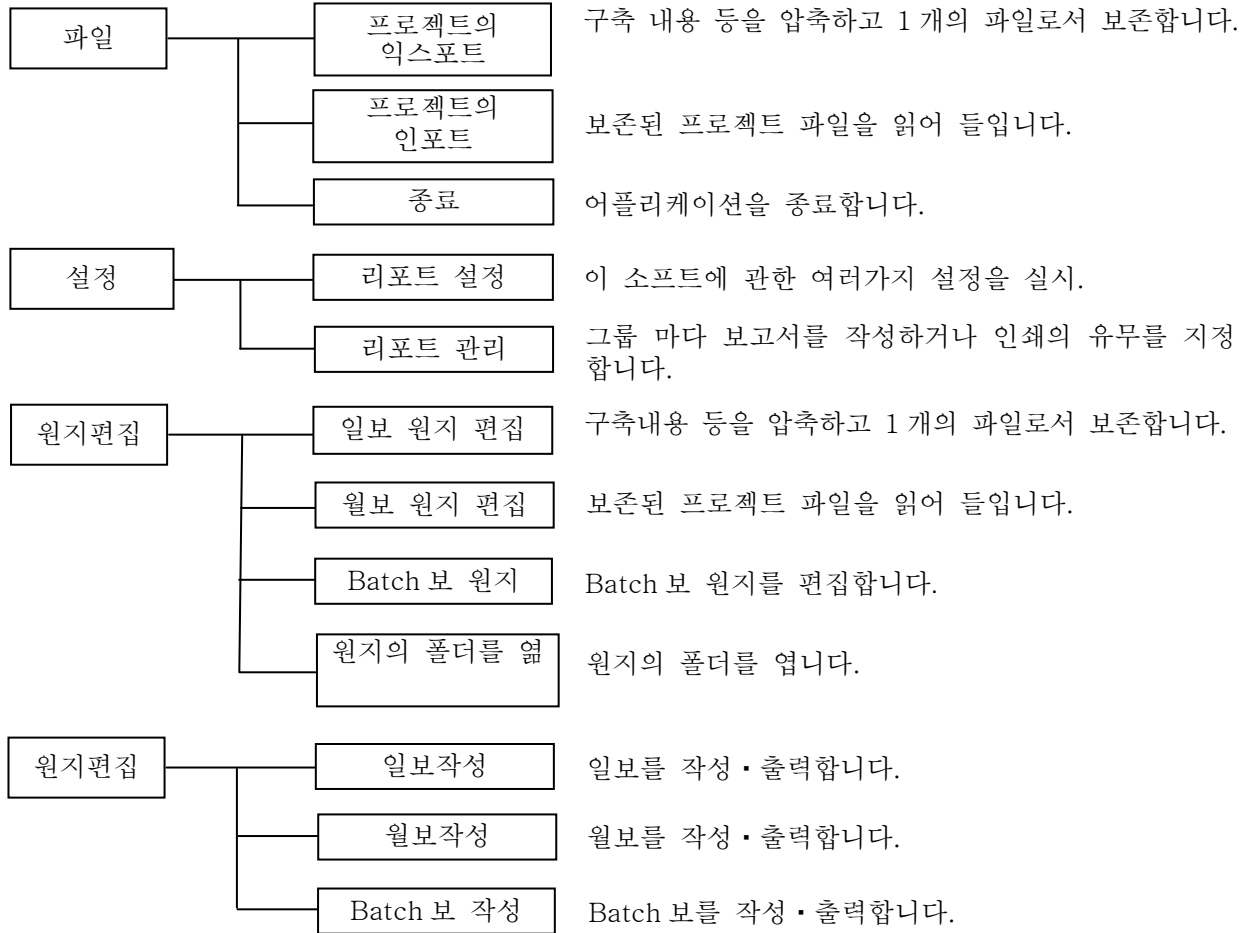 파일
프로젝트의
익스포트
구축 내용 등을 압축하고 1 개의 파일로서 보존합니다.
프로젝트의
인포트
보존된 프로젝트 파일을 읽어 들입니다.
종료
어플리케이션을 종료합니다.
설정
리포트 설정
이 소프트에 관한 여러가지 설정을 실시.
리포트 관리
그룹 마다 보고서를 작성하거나 인쇄의 유무를 지정
합니다.
원지편집
일보 원지 편집
구축내용 등을 압축하고 1 개의 파일로서 보존합니다.
월보 원지 편집
보존된 프로젝트 파일을 읽어 들입니다.
Batch 보 원지
Batch 보 원지를 편집합니다.
원지의 폴더를 엶
원지의 폴더를 엽니다.
원지편집
일보작성
일보를 작성・출력합니다.
월보작성
월보를 작성・출력합니다.
Batch 보 작성
Batch 보를 작성・출력합니다.